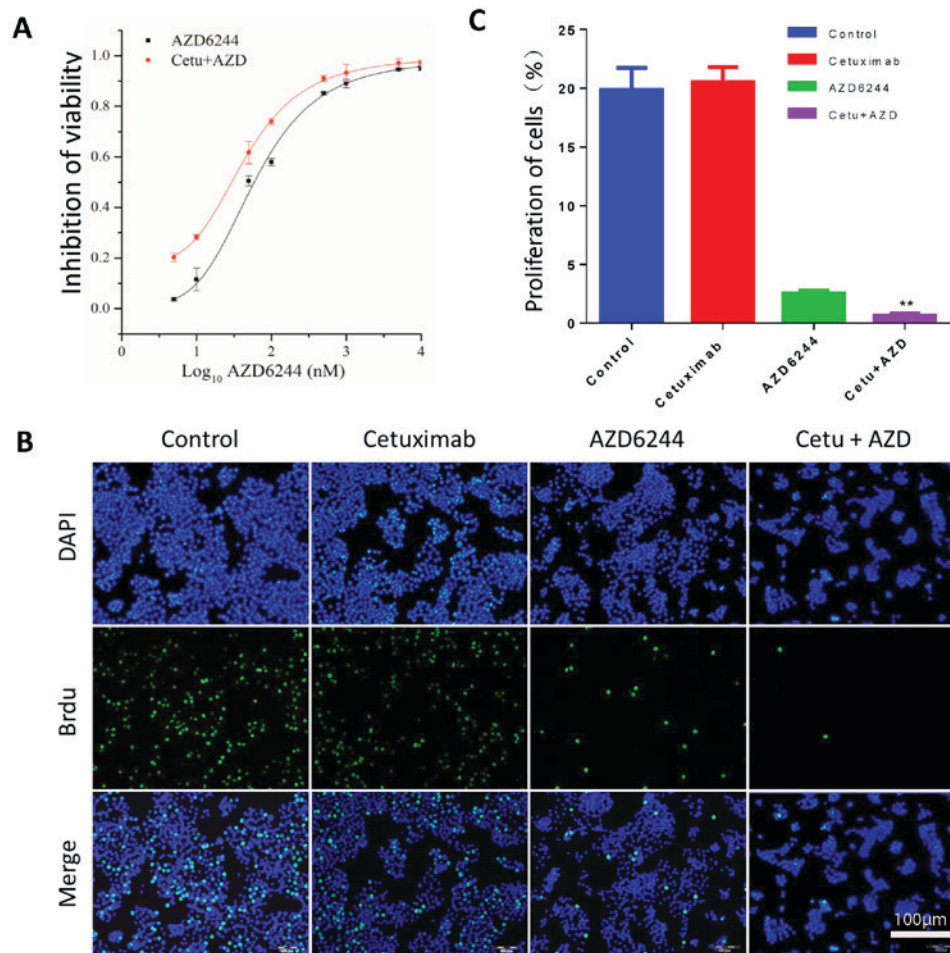 A
AZD6244
Cetu+AZD
Inhibition of viability
1.0
0.8
0.6
0.4
0.2
0.0
0 1 2 3 4
Log10 AZD6244 (nM)
C
Control
Cetuximab
AZD6244
Cetu+AZD
Proliferation of cells (%)
25
20
15
10
5
0
**
Control
Cetuximab
AZD6244
Cetu+AZD
B
Control Cetuximab AZD6244 Cetu + AZD
DAPI
Brdu
Merge
100μm